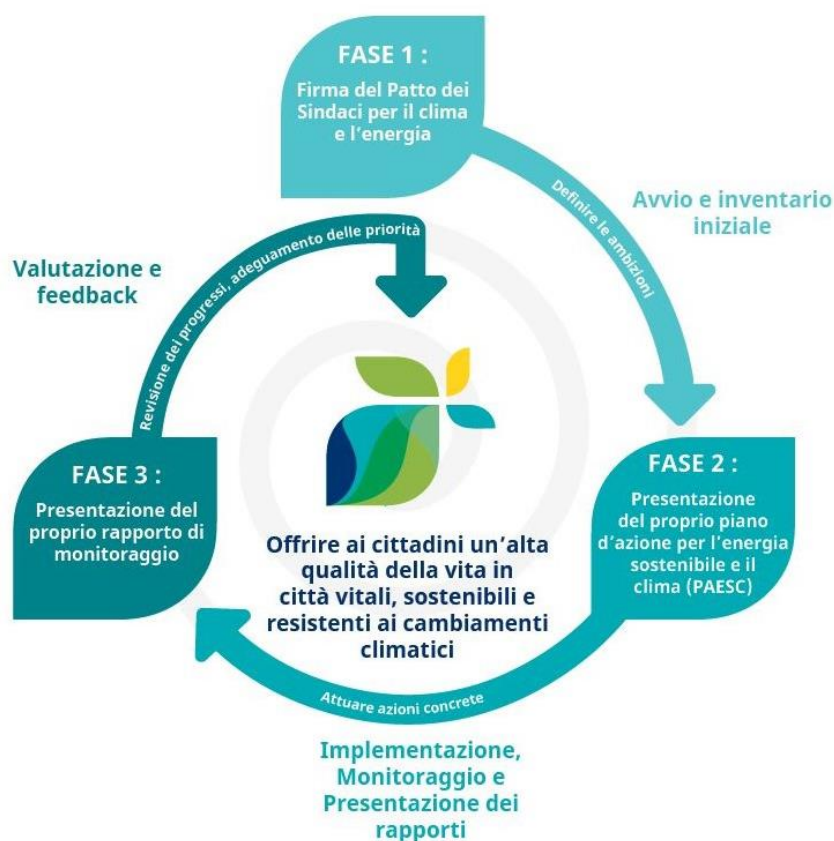 FASE 1 :
Firma del Patto dei
Sindaci per il clima
e l'energia
Definire le ambizioni
Avvio e inventario
iniziale
FASE 2 :
Presentazione
del proprio piano
d'azione per l'energia
sostenibile e il
clima (PAESC)
Attuare azioni concrete
Implementazione,
Monitoraggio e
Presentazione dei
rapporti
FASE 3 :
Presentazione del
proprio rapporto di
monitoraggio
Revisione dei progressi, adeguamento delle priorità
Valutazione e
feedback
Offrire ai cittadini un'alta
qualità della vita in
città vitali, sostenibili e
resistenti ai cambiamenti
climatici